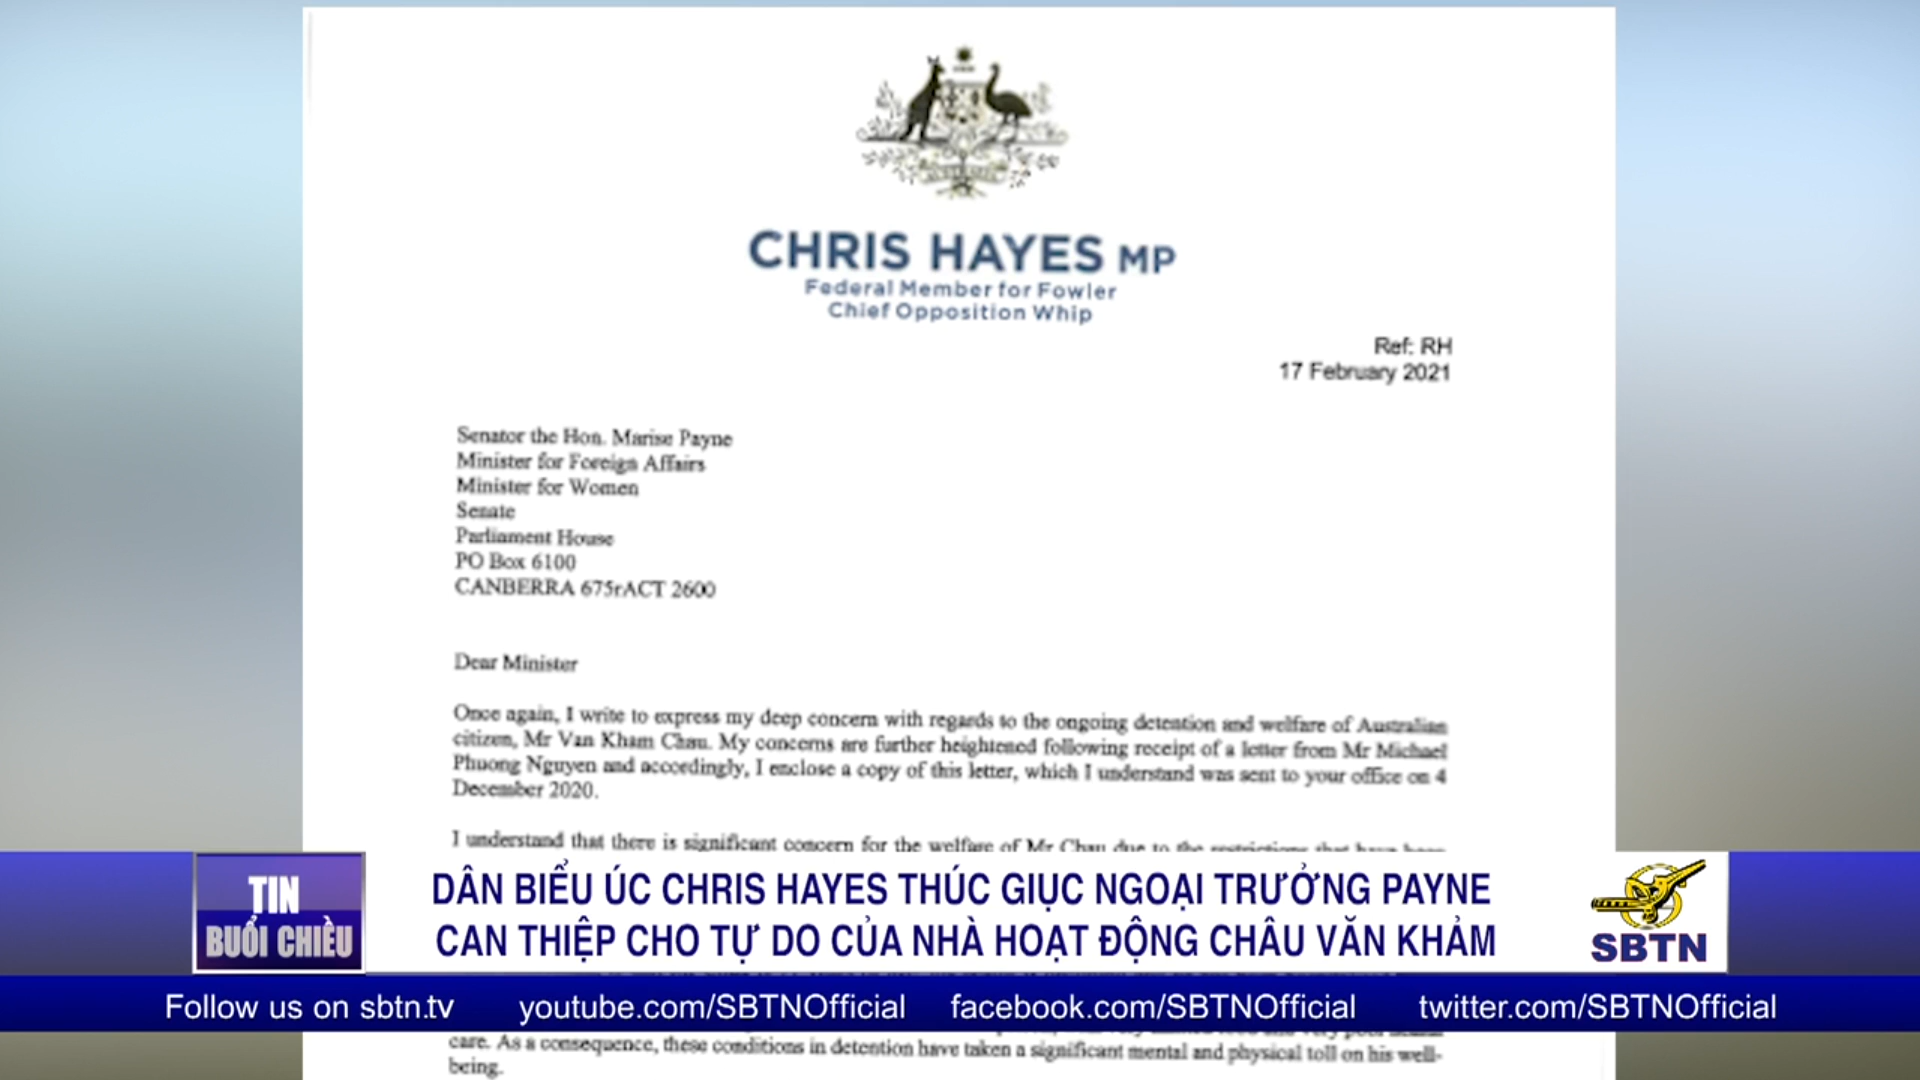 CHRIS HAYES MP
Federal Member for Fowler
Chief Opposition Whip
Ref: RH
17 February 2021
Senator the Hon. Marise Payne
Minister for Foreign Affairs
Minister for Women
Senate
Parliament House
PO Box 6100
CANBERRA 675rACT 2600
Dear Minister
Once again, I write to express my deep concern with regards to the ongoing detention and welfare of Australian
citizen, Mr Van Kham Chau. My concerns are further heightened following receipt of a letter from Mr Michael
Phuong Nguyen and accordingly, I enclose a copy of this letter, which I understand was sent to your office on 4
December 2020.
I understand that there is significant concern for the welfare of Mr Chau due to the restrictions that have been
TIN
BUỔI CHIỀU
DÂN BIỂU ÚC CHRIS HAYES THÚC GIỤC NGOẠI TRƯỞNG PAYNE
CAN THIỆP CHO TỰ DO CỦA NHÀ HOẠT ĐỘNG CHÂU VĂN KHẢM
SBTN
Follow us on sbtn.tv youtube.com/SBTNOfficial facebook.com/SBTNOfficial twitter.com/SBTNOfficial
care. As a consequence, these conditions in detention have taken a significant mental and physical toll on his well-
being.